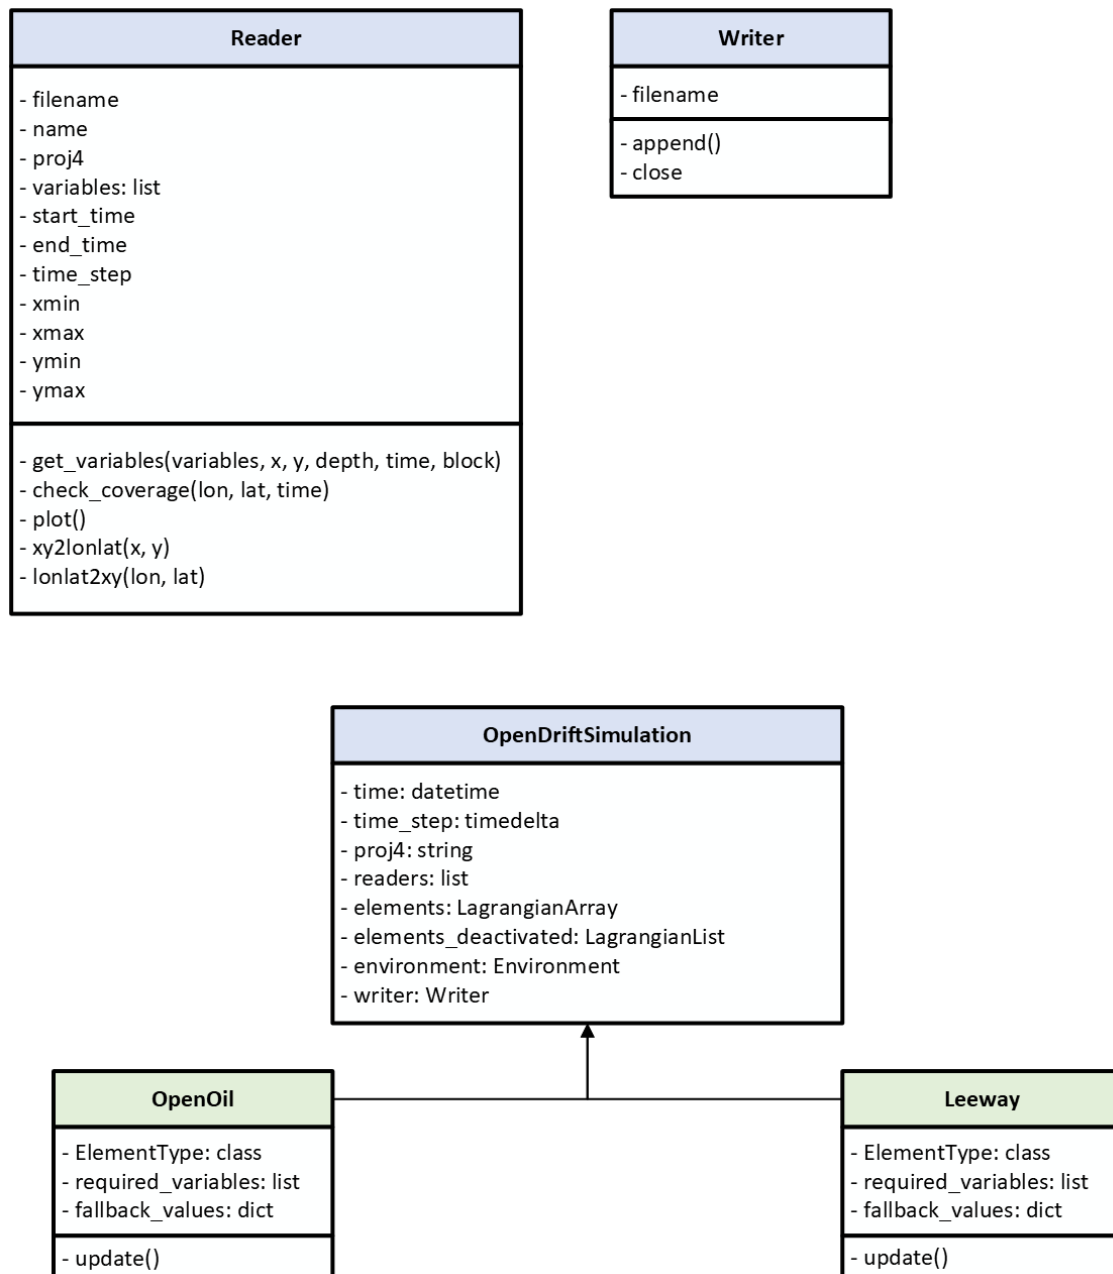 Reader
- filename
- name
- proj4
- variables: list
- start_time
- end_time
- time_step
- xmin
- xmax
- ymin
- ymax
- get_variables(variables, x, y, depth, time, block)
- check_coverage(lon, lat, time)
- plot()
- xy2lonlat(x, y)
- lonlat2xy(lon, lat)
Writer
- filename
- append()
- close
OpenDriftSimulation
- time: datetime
- time_step: timedelta
- proj4: string
- readers: list
- elements: LagrangianArray
- elements_deactivated: LagrangianList
- environment: Environment
- writer: Writer
OpenOil
- ElementType: class
- required_variables: list
- fallback_values: dict
- update()
Leeway
- ElementType: class
- required_variables: list
- fallback_values: dict
- update()